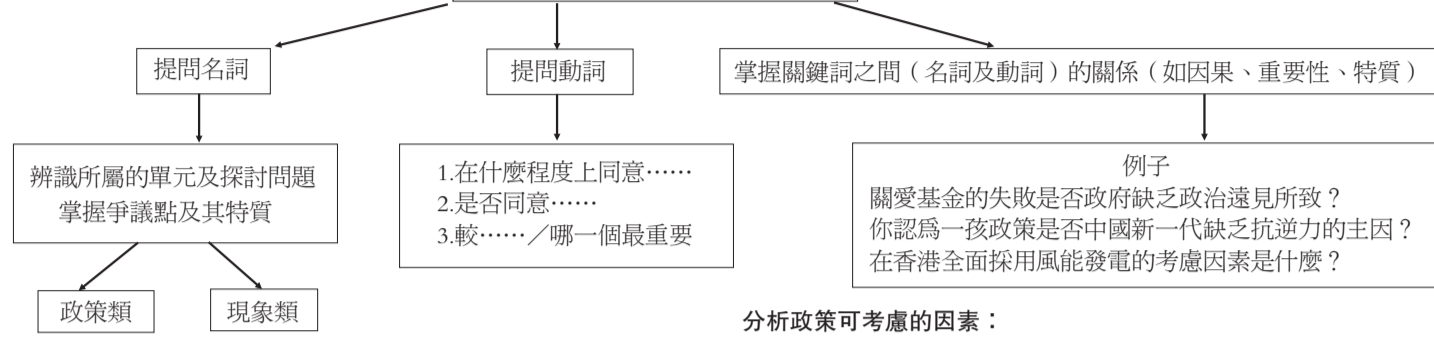 提問名詞
提問動詞
掌握關鍵詞之間（名詞及動詞）的關係（如因果、重要性、特質）
辨識所屬的單元及探討問題
掌握爭議點及其特質
1.在什麼程度上同意……
2.是否同意……
3.較……／哪一個最重要
例子
關愛基金的失敗是否政府缺乏政治遠見所致？
你認爲一孩政策是否中國新一代缺乏抗逆力的主因？
在香港全面採用風能發電的考慮因素是什麼？
政策類
現象類
分析政策可考慮的因素：